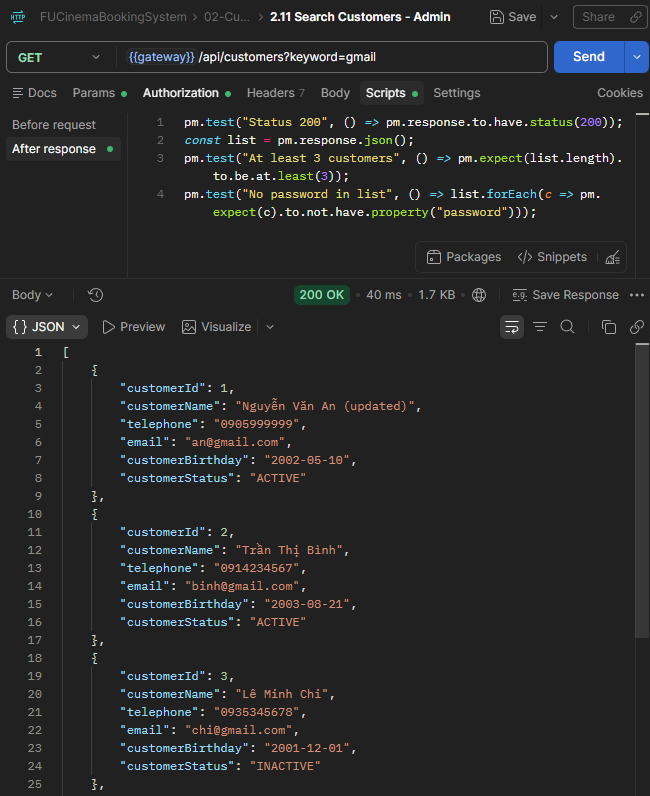 HTTP FUCinemaBookingSystem > 02-Cu... > 2.11 Search Customers - Admin Save Share
GET {{gateway}} /api/customers?keyword=gmail Send
Docs Params Authorization Headers 7 Body Scripts Settings Cookies
Before request
After response
1 pm.test("Status 200", () => pm.response.to.have.status(200));
2 const list = pm.response.json();
3 pm.test("At least 3 customers", () => pm.expect(list.length).
to.be.at.least(3));
4 pm.test("No password in list", () => list.forEach(c => pm.
expect(c).to.not.have.property("password")));
Packages </> Snippets
Body 200 OK • 40 ms • 1.7 KB e.g. Save Response
{} JSON Preview Visualize
1 [
2 {
3 "customerId": 1,
4 "customerName": "Nguyễn Văn An (updated)",
5 "telephone": "0905999999",
6 "email": "an@gmail.com",
7 "customerBirthday": "2002-05-10",
8 "customerStatus": "ACTIVE"
9 },
10 {
11 "customerId": 2,
12 "customerName": "Trần Thị Bình",
13 "telephone": "0914234567",
14 "email": "binh@gmail.com",
15 "customerBirthday": "2003-08-21",
16 "customerStatus": "ACTIVE"
17 },
18 {
19 "customerId": 3,
20 "customerName": "Lê Minh Chi",
21 "telephone": "0935345678",
22 "email": "chi@gmail.com",
23 "customerBirthday": "2001-12-01",
24 "customerStatus": "INACTIVE"
25 },